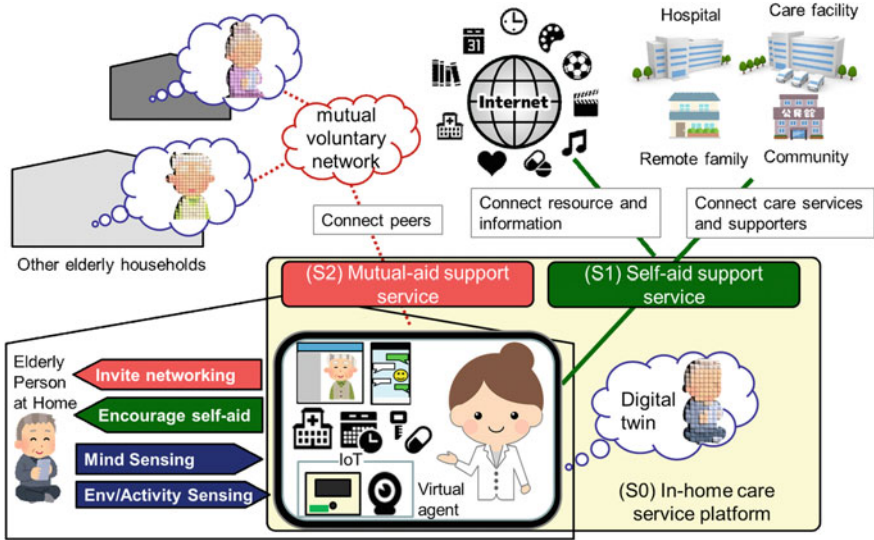 Hospital
Care facility
31
Internet
mutual
voluntary
network
公民館
Remote family
Community
Connect peers
Connect resource and
information
Connect care services
and supporters
Other elderly households
(S2) Mutual-aid support
service
(S1) Self-aid support
service
Elderly
Person
at Home
Invite networking
Encourage self-aid
Mind Sensing
Env/Activity Sensing
IoT
Virtual
agent
Digital
twin
(S0) In-home care
service platform